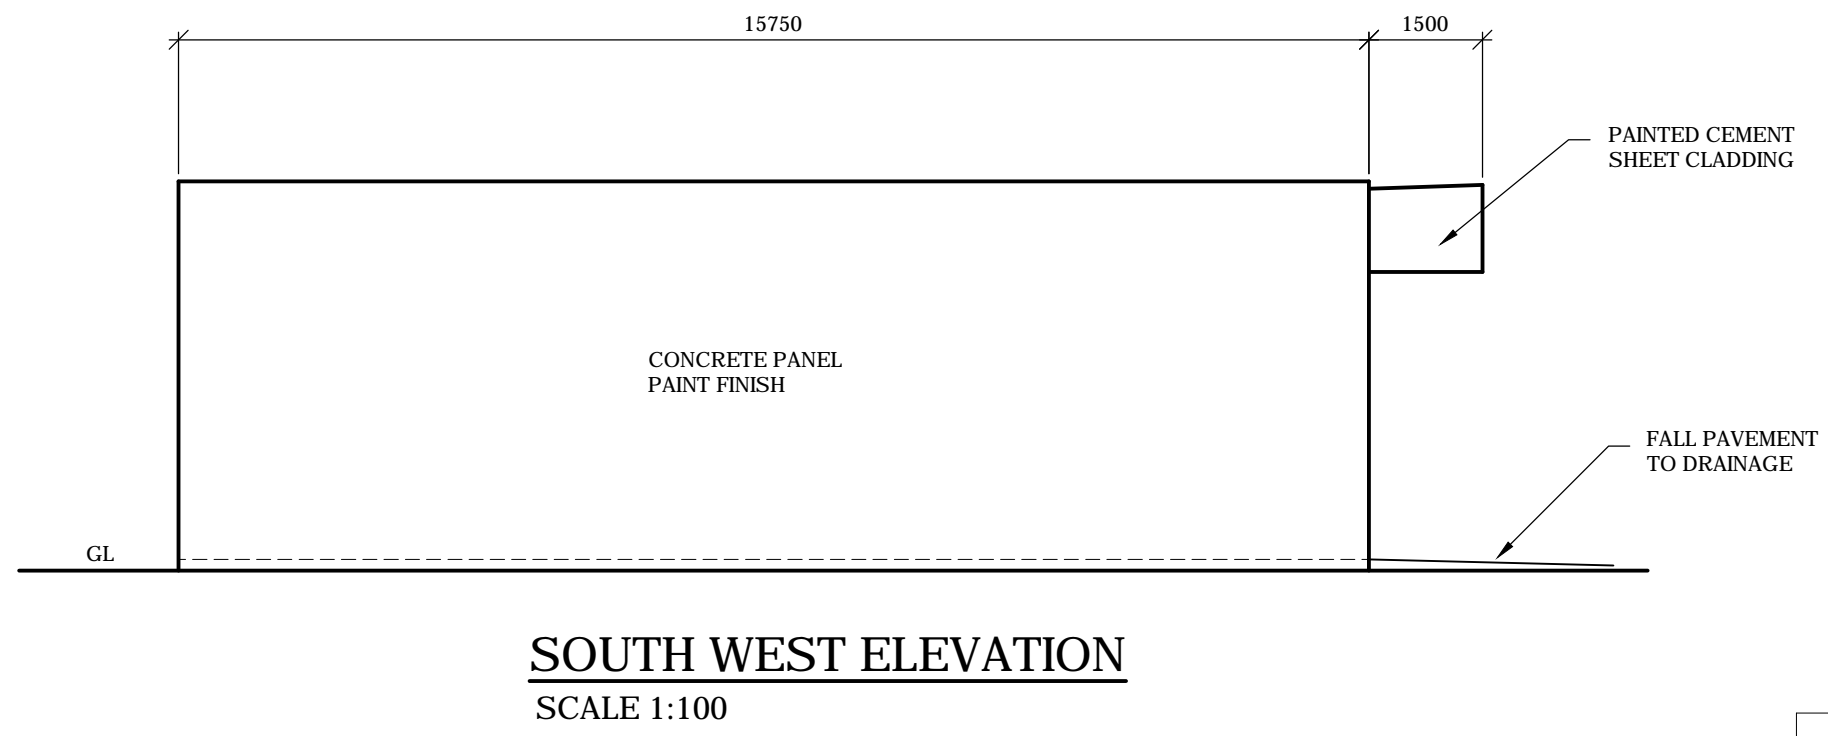 15750
1500
PAINTED CEMENT
SHEET CLADDING
CONCRETE PANEL
PAINT FINISH
FALL PAVEMENT
TO DRAINAGE
GL
SOUTH WEST ELEVATION
SCALE 1:100